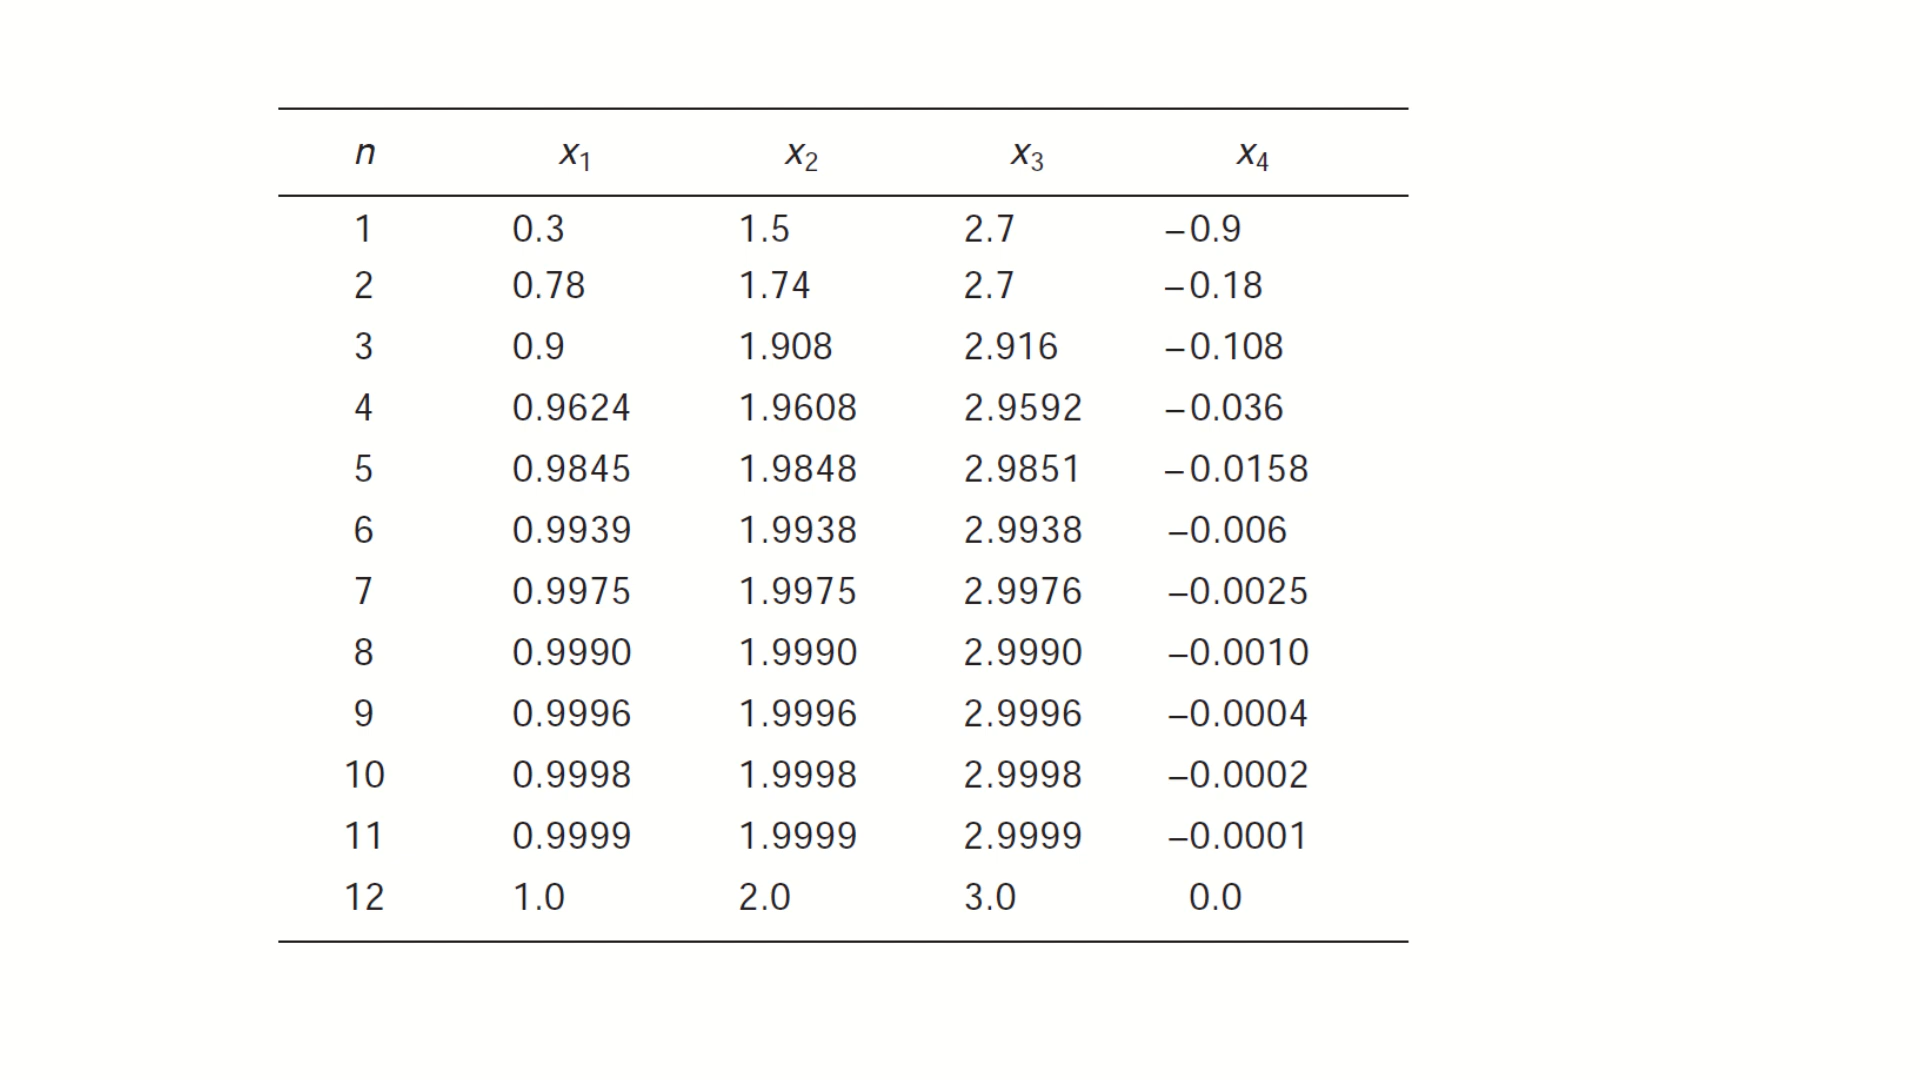 n x₁ x₂ x₃ x₄
1 0.3 1.5 2.7 –0.9
2 0.78 1.74 2.7 –0.18
3 0.9 1.908 2.916 –0.108
4 0.9624 1.9608 2.9592 –0.036
5 0.9845 1.9848 2.9851 –0.0158
6 0.9939 1.9938 2.9938 –0.006
7 0.9975 1.9975 2.9976 –0.0025
8 0.9990 1.9990 2.9990 –0.0010
9 0.9996 1.9996 2.9996 –0.0004
10 0.9998 1.9998 2.9998 –0.0002
11 0.9999 1.9999 2.9999 –0.0001
12 1.0 2.0 3.0 0.0